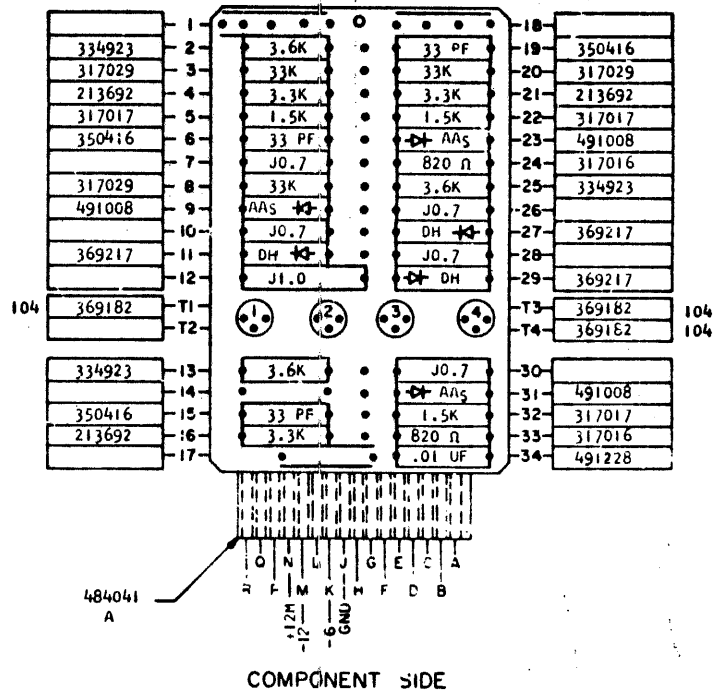 1 18
334923 2 3.6K 33 PF 19 350416
317029 3 33K 33K 20 317029
213692 4 3.3K 3.3K 21 213692
317017 5 1.5K 1.5K 22 317017
350416 6 33 PF AAS 23 491008
7 J0.7 820 Ω 24 317016
317029 8 33K 3.6K 25 334923
491008 9 AAS J0.7 26
10 J0.7 DH 27 369217
369217 11 DH J0.7 28
12 J1.0 DH 29 369217
104 369182 T1 1 2 3 4 T3 369182 104
T2 T4 369182 104
334923 13 3.6K J0.7 30
14 AAS 31 491008
350416 15 33 PF 1.5K 32 317017
213692 16 3.3K 820 Ω 33 317016
17 .01 UF 34 491228
Q N L J G E C A
R P M K H F D B
+12M -12 -6 GND
484041
A
COMPONENT SIDE